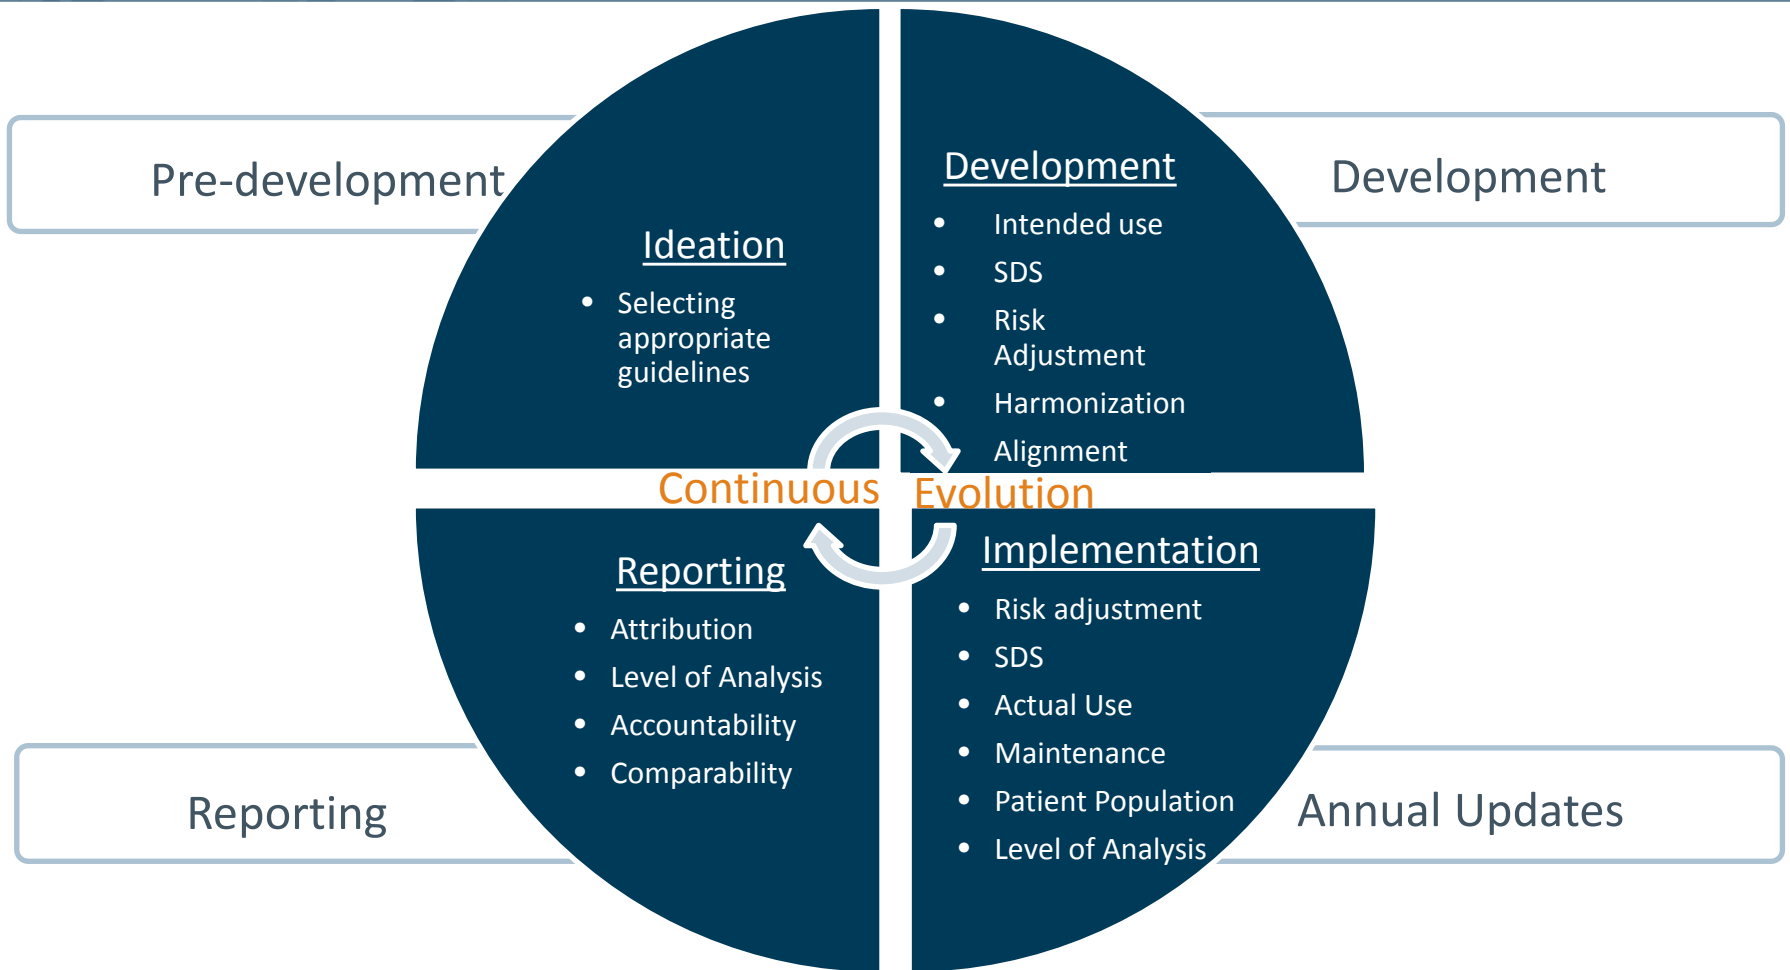 Pre-development
Ideation
• Selecting
appropriate
guidelines
Development
Development
• Intended use
• SDS
• Risk
Adjustment
• Harmonization
Alignment
Continuous Evolution
Reporting
Reporting
• Attribution
• Level of Analysis
• Accountability
• Comparability
Implementation
• Risk adjustment
• SDS
• Actual Use
• Maintenance
• Patient Population
• Level of Analysis
Annual Updates